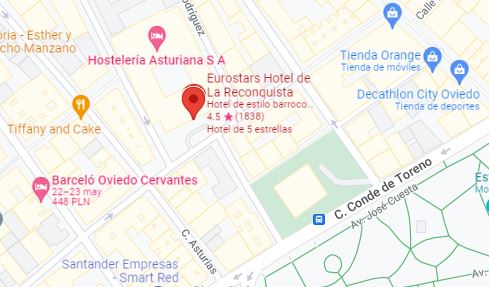 Rodríguez
Calle
oria - Esther y
cho Manzano
Hostelería Asturiana S A
Tienda Orange
Tienda de móviles
Eurostars Hotel de
La Reconquista
Hotel de estilo barroco...
4.5 ★ (1838)
Hotel de 5 estrellas
Decathlon City Oviedo
Tienda de deportes
Tiffany and Cake
Barceló Oviedo Cervantes
22–23 may
448 PLN
C. Conde de Toreno
Av. José Cuesta
Es
Mo
C. Asturias
Santander Empresas
- Smart Red
Av.